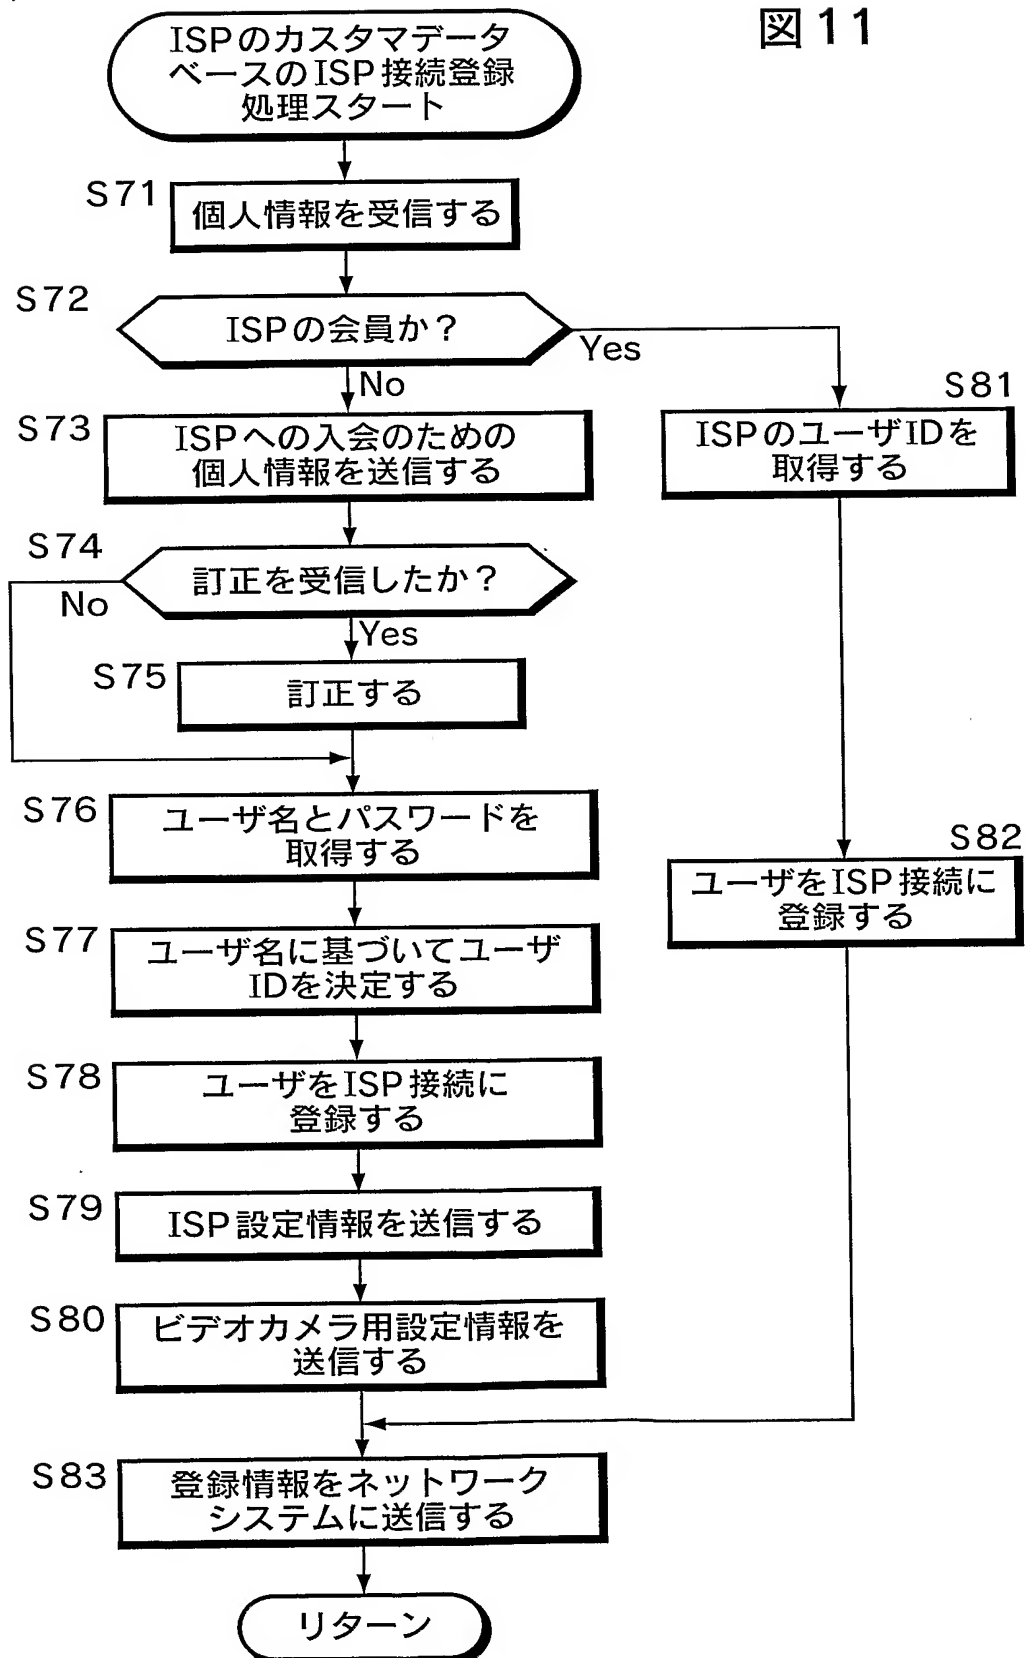 図11
ISPのカスタマデータ
ベースのISP接続登録
処理スタート
S71
個人情報を受信する
S72
ISPの会員か？
Yes
No
S73
ISPへの入会のための
個人情報を送信する
S74
訂正を受信したか？
No
Yes
S75
訂正する
S76
ユーザ名とパスワードを
取得する
S77
ユーザ名に基づいてユーザ
IDを決定する
S78
ユーザをISP接続に
登録する
S79
ISP設定情報を送信する
S80
ビデオカメラ用設定情報を
送信する
S81
ISPのユーザIDを
取得する
S82
ユーザをISP接続に
登録する
S83
登録情報をネットワーク
システムに送信する
リターン